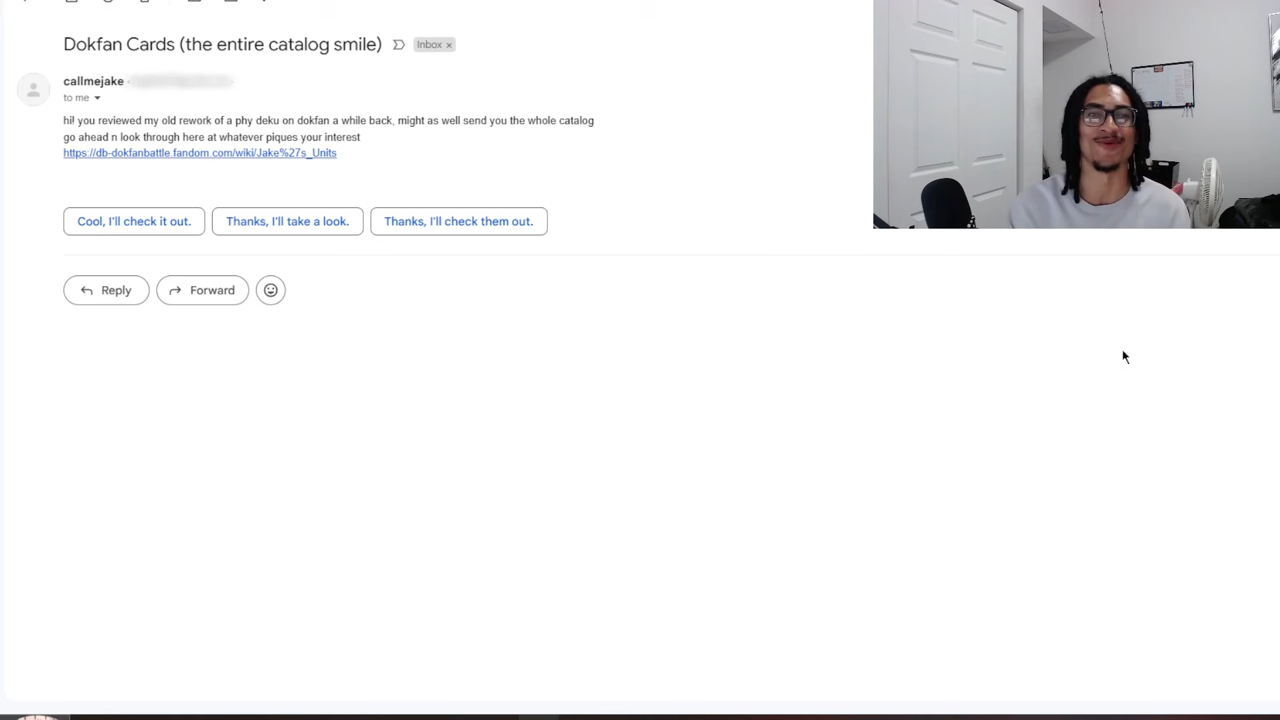 Dokfan Cards (the entire catalog smile) Inbox ×
callmejake
to me
hi! you reviewed my old rework of a phy deku on dokfan a while back, might as well send you the whole catalog
go ahead n look through here at whatever piques your interest
https://db-dokfanbattle.fandom.com/wiki/Jake%27s_Units
Cool, I'll check it out. Thanks, I'll take a look. Thanks, I'll check them out.
Reply Forward